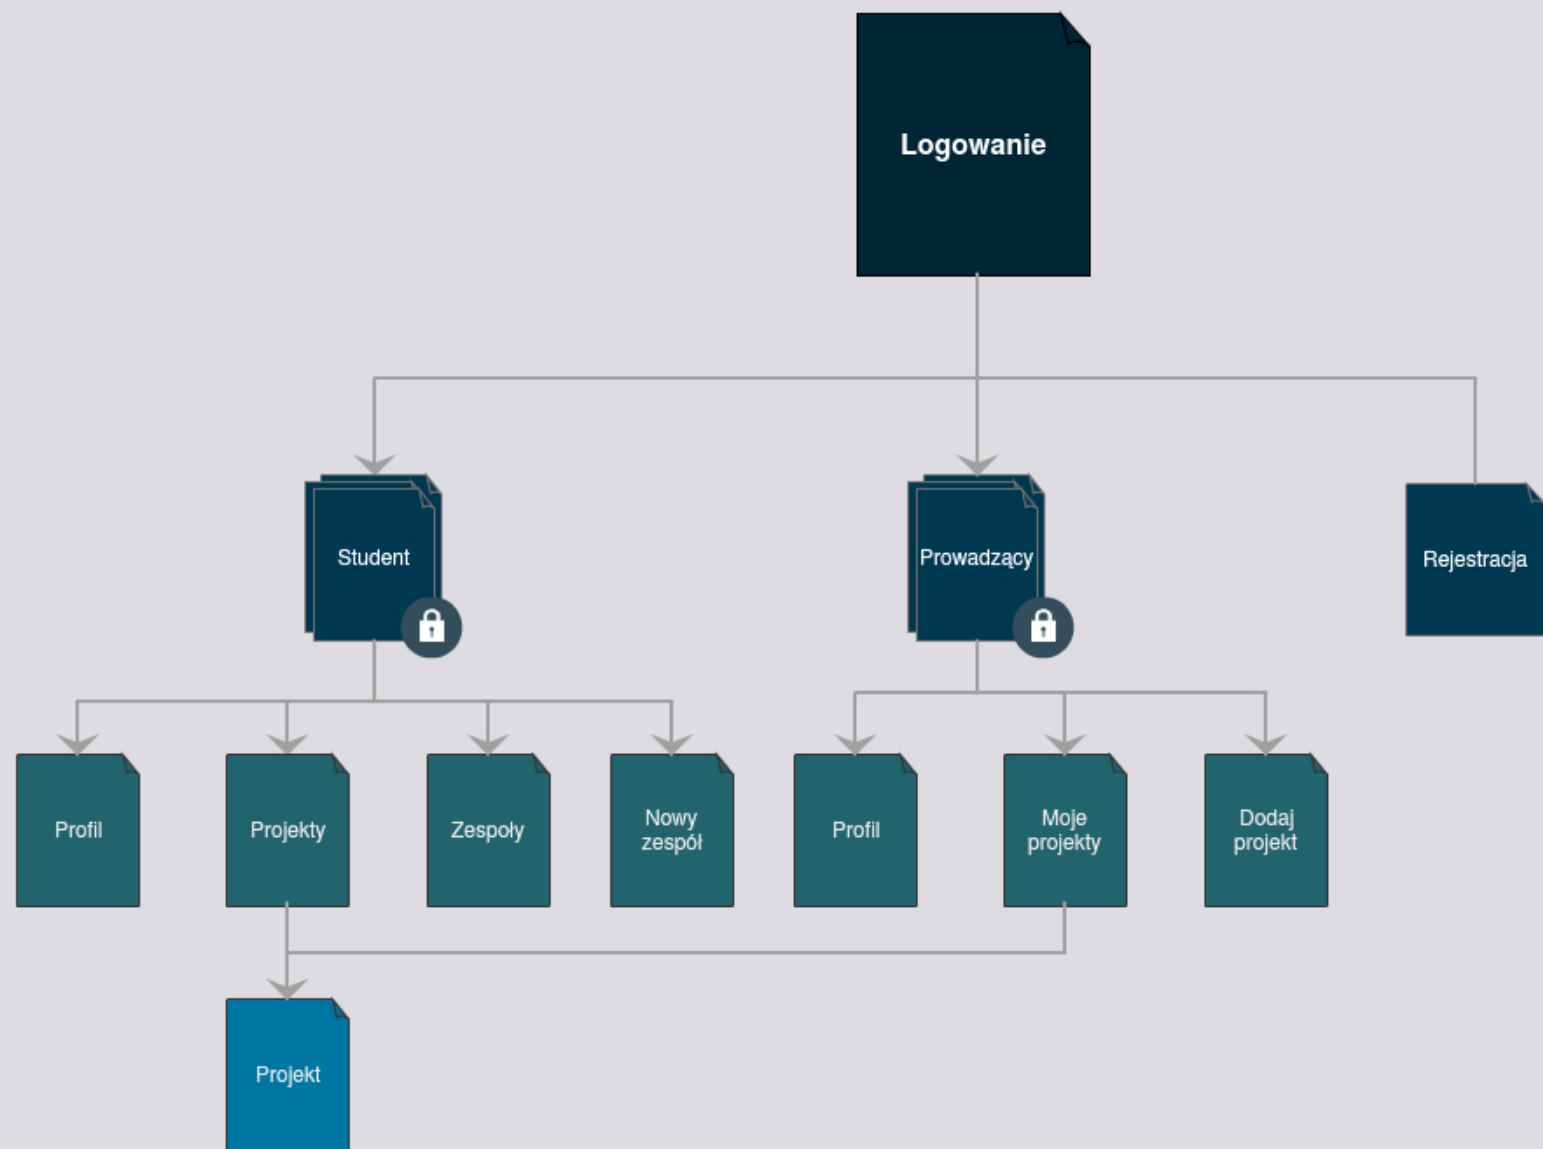 Logowanie
Student
Prowadzący
Rejestracja
Profil
Projekty
Zespoły
Nowy
zespół
Profil
Moje
projekty
Dodaj
projekt
Projekt